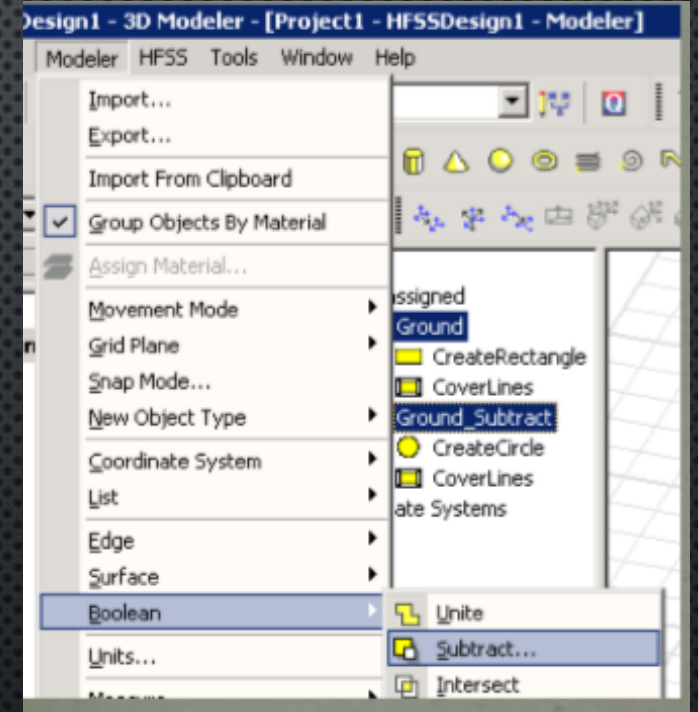 Design1 - 3D Modeler - [Project1 - HFSSDesign1 - Modeler]
Modeler HFSS Tools Window Help
Import...
Export...
Import From Clipboard
Group Objects By Material
Assign Material...
Movement Mode
Grid Plane
Snap Mode...
New Object Type
Coordinate System
List
Edge
Surface
Boolean
Units...
ssigned
Ground
CreateRectangle
CoverLines
Ground_Subtract
CreateCircle
CoverLines
ate Systems
Unite
Subtract...
Intersect